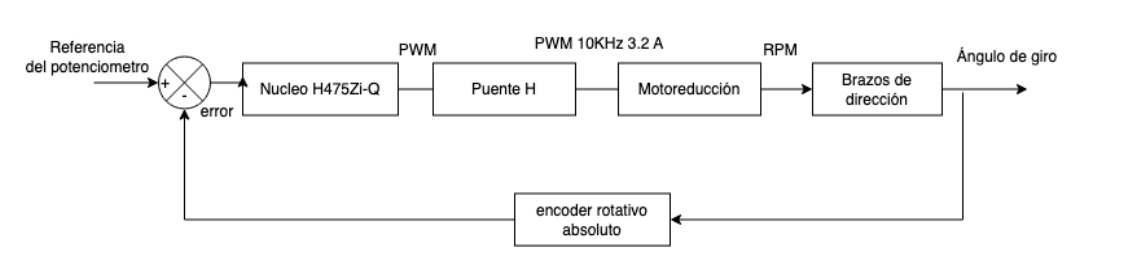 Referencia
del potenciometro
+
-
error
Nucleo H475Zi-Q
PWM
Puente H
PWM 10KHz 3.2 A
Motoreducción
RPM
Brazos de
dirección
Ángulo de giro
encoder rotativo
absoluto